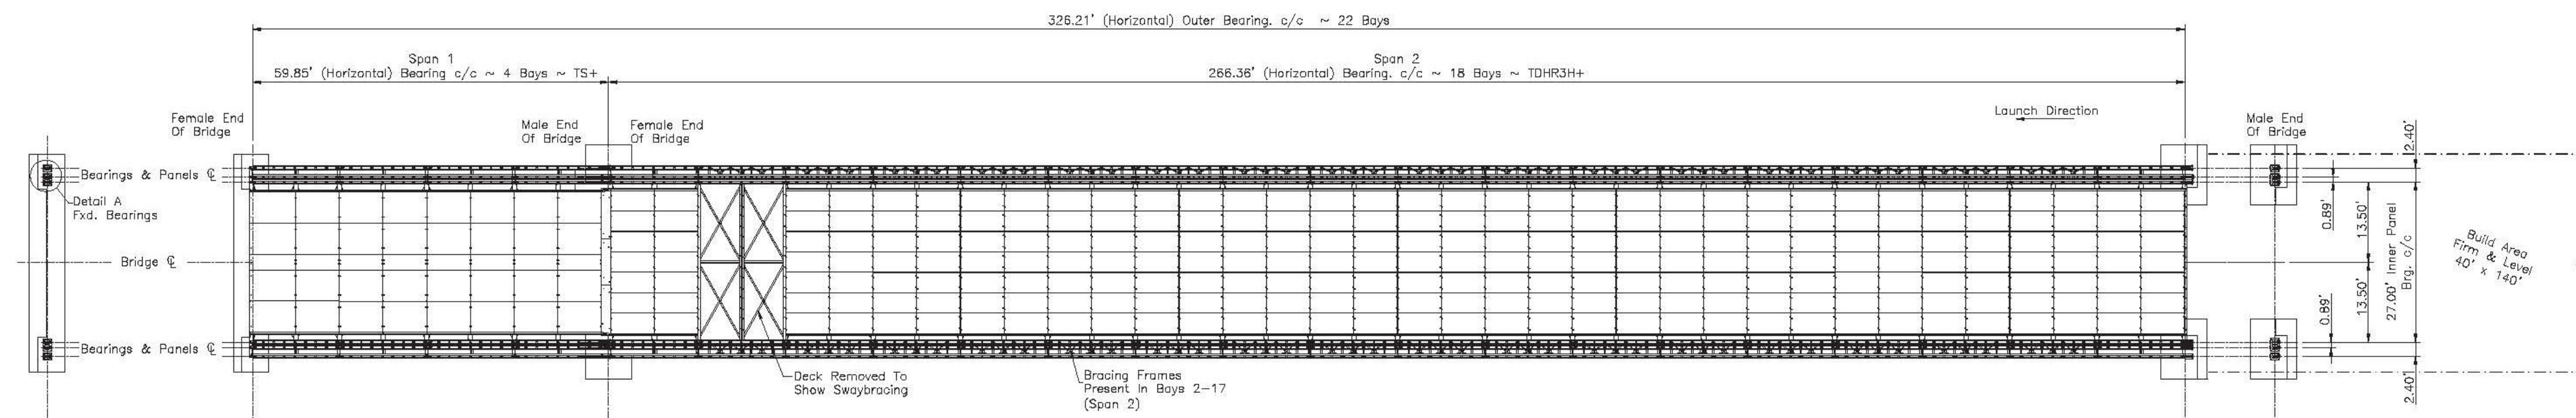 326.21' (Horizontal) Outer Bearing. c/c ~ 22 Bays
Span 1
59.85' (Horizontal) Bearing c/c ~ 4 Bays ~ TS+
Span 2
266.36' (Horizontal) Bearing. c/c ~ 18 Bays ~ TDHR3H+
Female End
Of Bridge
Male End
Of Bridge
Female End
Of Bridge
Launch Direction
Male End
Of Bridge
2.40'
Bearings & Panels ℄
Detail A
Fxd. Bearings
Bridge ℄
Bearings & Panels ℄
0.89'
13.50'
27.00' Inner Panel
Brg. c/c
0.89'
13.50'
2.40'
Build Area
Firm & Level
40' x 140'
Deck Removed To
Show Swaybracing
Bracing Frames
Present In Bays 2-17
(Span 2)